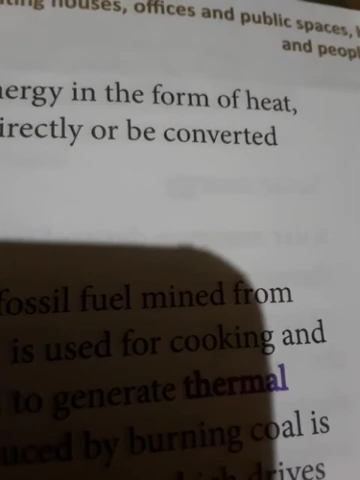 houses, offices and public spaces,
and peopl
ergy in the form of heat,
irectly or be converted
fossil fuel mined from
is used for cooking and
to generate thermal
uced by burning coal is
drives